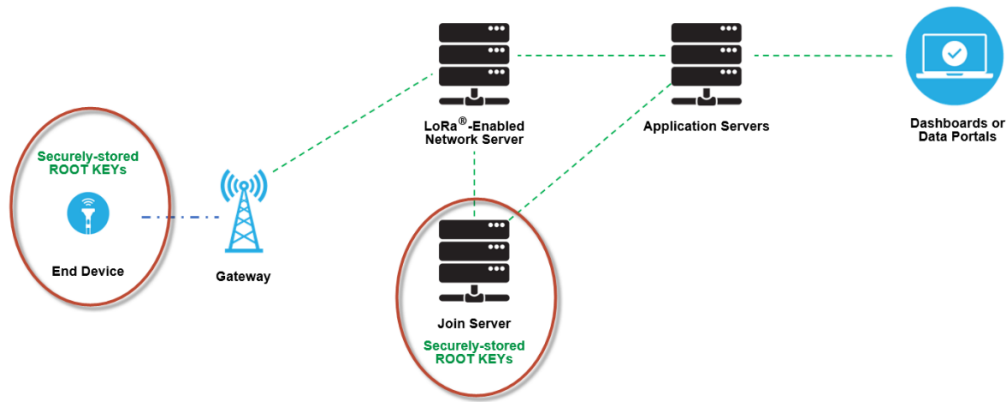 LoRa®-Enabled
Network Server
Application Servers
Dashboards or
Data Portals
Securely-stored
ROOT KEYs
End Device
Gateway
Join Server
Securely-stored
ROOT KEYs